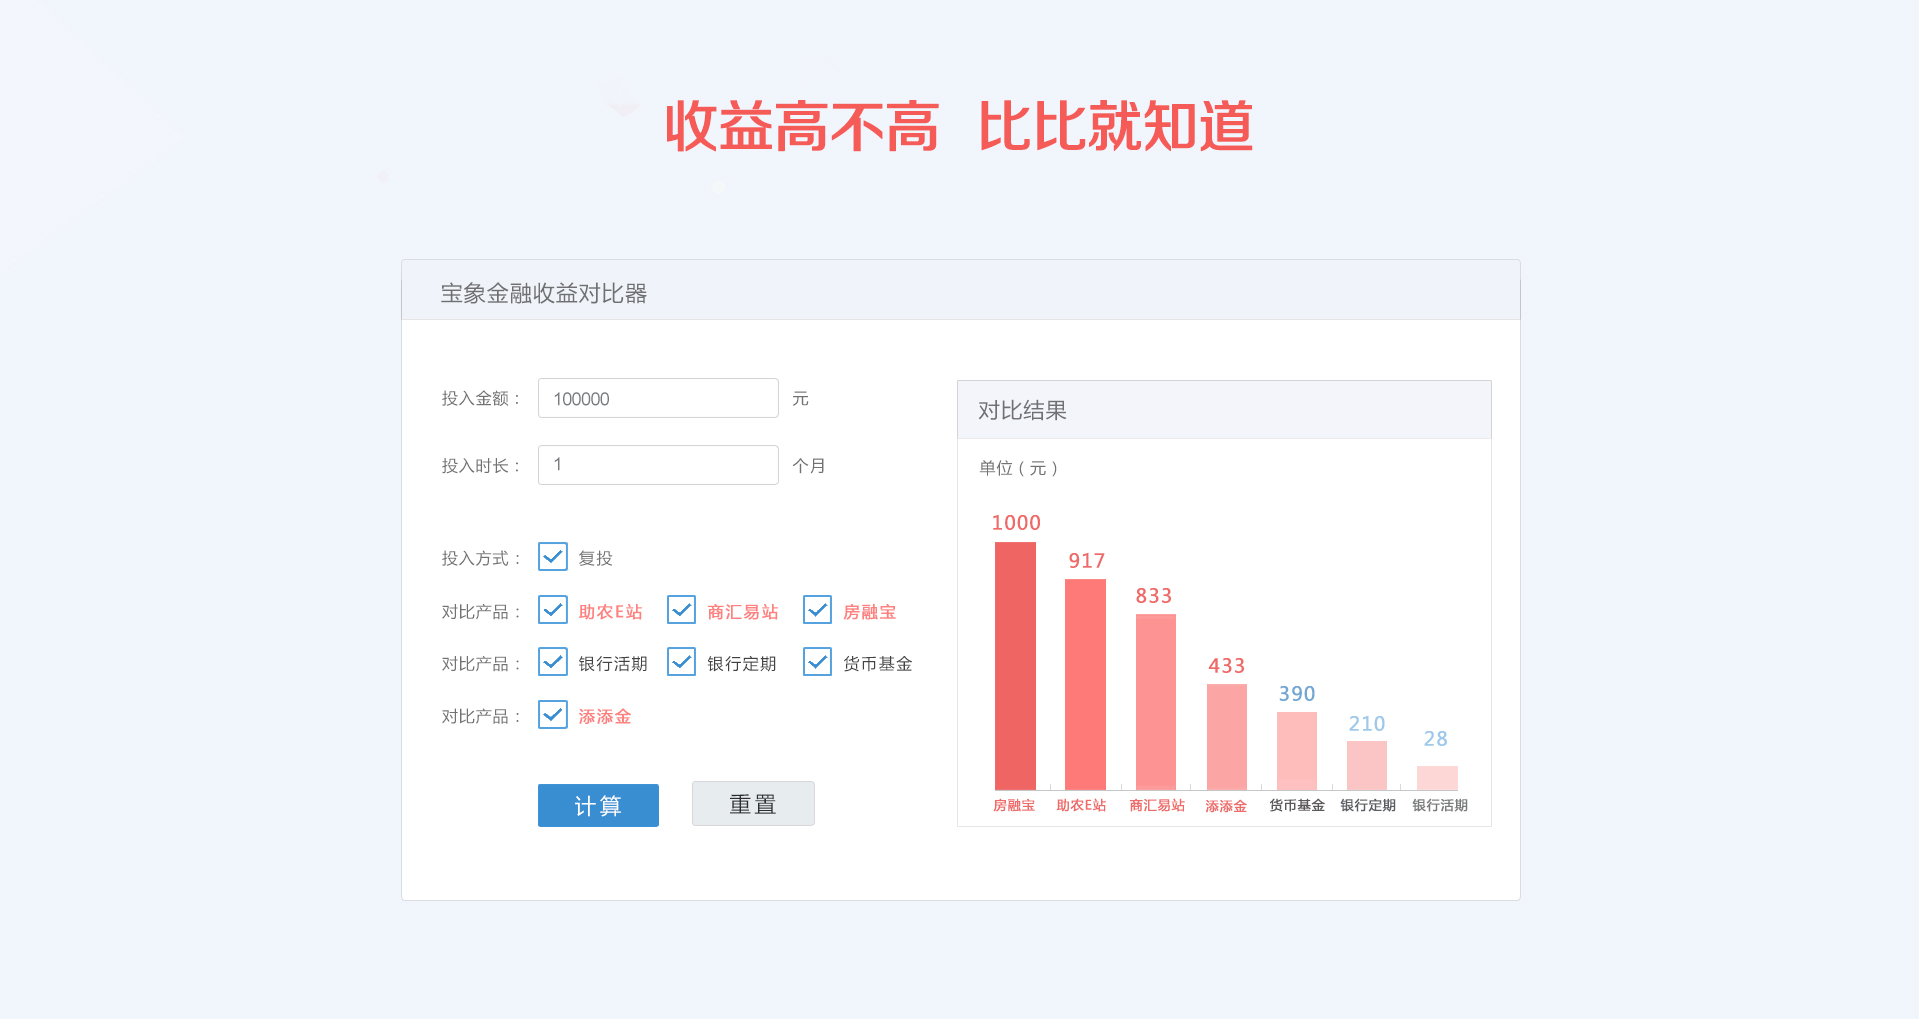 收益高不高 比比就知道
宝象金融收益对比器
投入金额： 100000 元
投入时长： 1 个月
投入方式： 复投
对比产品： 助农E站 商汇易站 房融宝
对比产品： 银行活期 银行定期 货币基金
对比产品： 添添金
计算 重置
对比结果
单位（元）
1000
917
833
433
390
210
28
房融宝 助农E站 商汇易站 添添金 货币基金 银行定期 银行活期